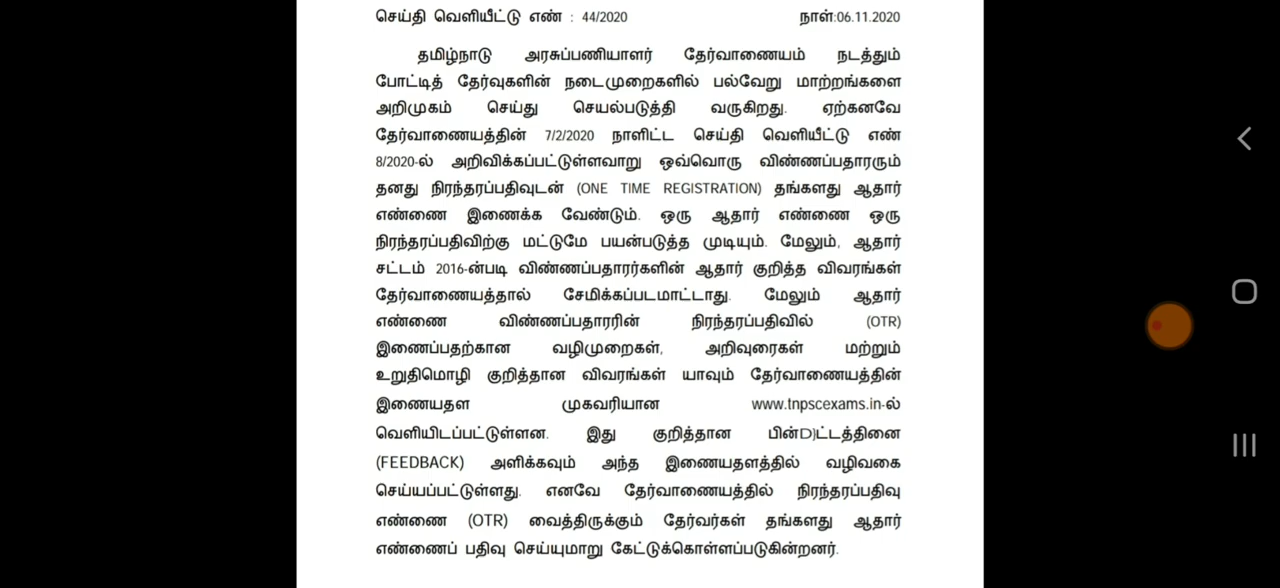 செய்தி வெளியீட்டு எண் : 44/2020 நாள்:06.11.2020
தமிழ்நாடு அரசுப்பணியாளர் தேர்வாணையம் நடத்தும்
போட்டித் தேர்வுகளின் நடைமுறைகளில் பல்வேறு மாற்றங்களை
அறிமுகம் செய்து செயல்படுத்தி வருகிறது. ஏற்கனவே
தேர்வாணையத்தின் 7/2/2020 நாளிட்ட செய்தி வெளியீட்டு எண்
8/2020-ல் அறிவிக்கப்பட்டுள்ளவாறு ஒவ்வொரு விண்ணப்பதாரரும்
தனது நிரந்தரப்பதிவுடன் (ONE TIME REGISTRATION) தங்களது ஆதார்
எண்ணை இணைக்க வேண்டும். ஒரு ஆதார் எண்ணை ஒரு
நிரந்தரப்பதிவிற்கு மட்டுமே பயன்படுத்த முடியும். மேலும், ஆதார்
சட்டம் 2016-ன்படி விண்ணப்பதாரர்களின் ஆதார் குறித்த விவரங்கள்
தேர்வாணையத்தால் சேமிக்கப்படமாட்டாது. மேலும் ஆதார்
எண்ணை விண்ணப்பதாரரின் நிரந்தரப்பதிவில் (OTR)
இணைப்பதற்கான வழிமுறைகள், அறிவுரைகள் மற்றும்
உறுதிமொழி குறித்தான விவரங்கள் யாவும் தேர்வாணையத்தின்
இணையதள முகவரியான www.tnpscexams.in-ல்
வெளியிடப்பட்டுள்ளன. இது குறித்தான பின்D)ட்டத்தினை
(FEEDBACK) அளிக்கவும் அந்த இணையதளத்தில் வழிவகை
செய்யப்பட்டுள்ளது. எனவே தேர்வாணையத்தில் நிரந்தரப்பதிவு
எண்ணை (OTR) வைத்திருக்கும் தேர்வர்கள் தங்களது ஆதார்
எண்ணைப் பதிவு செய்யுமாறு கேட்டுக்கொள்ளப்படுகின்றனர்.